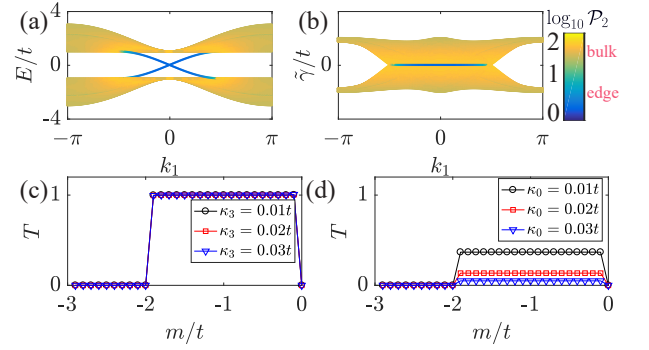 (a) (b) log₁₀ 𝒫₂
4 2
E/t 0 γ̃/t 0 1 bulk
edge
-4 0
−π 0 π −π 0 π
k₁ k₁
(c) (d)
1 1
κ₃ = 0.01t κ₀ = 0.01t
κ₃ = 0.02t κ₀ = 0.02t
T κ₃ = 0.03t T κ₀ = 0.03t
0 0
-3 -2 -1 0 -3 -2 -1 0
m/t m/t